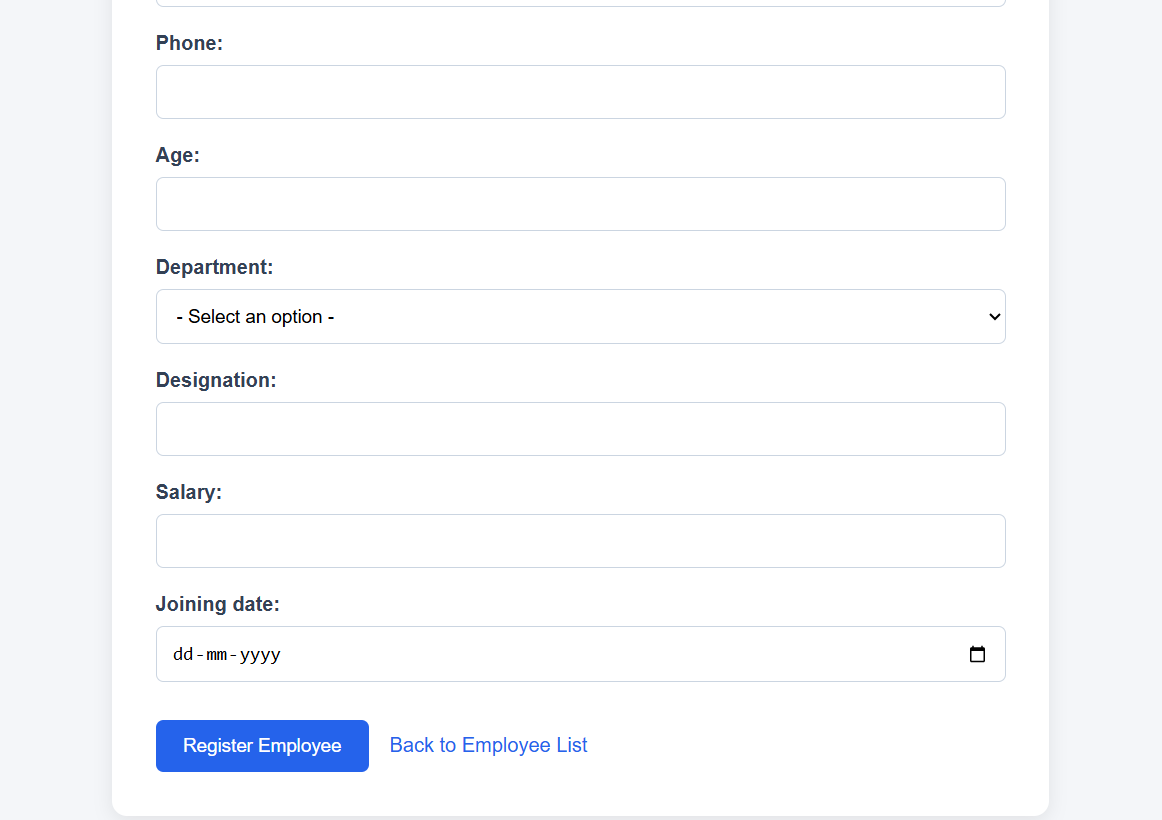 Phone:
Age:
Department:
- Select an option -
Designation:
Salary:
Joining date:
dd-mm-yyyy
Register Employee Back to Employee List